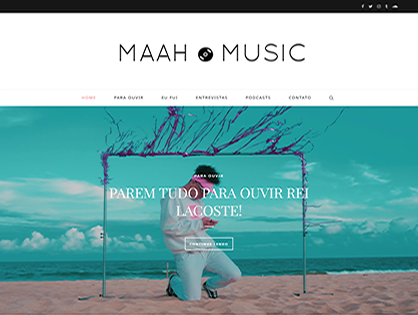 MAAH MUSIC
HOME PARA OUVIR EU FUI ENTREVISTAS PODCASTS CONTATO
PARA OUVIR
PAREM TUDO PARA OUVIR REI
LACOSTE!
CONTINUE LENDO